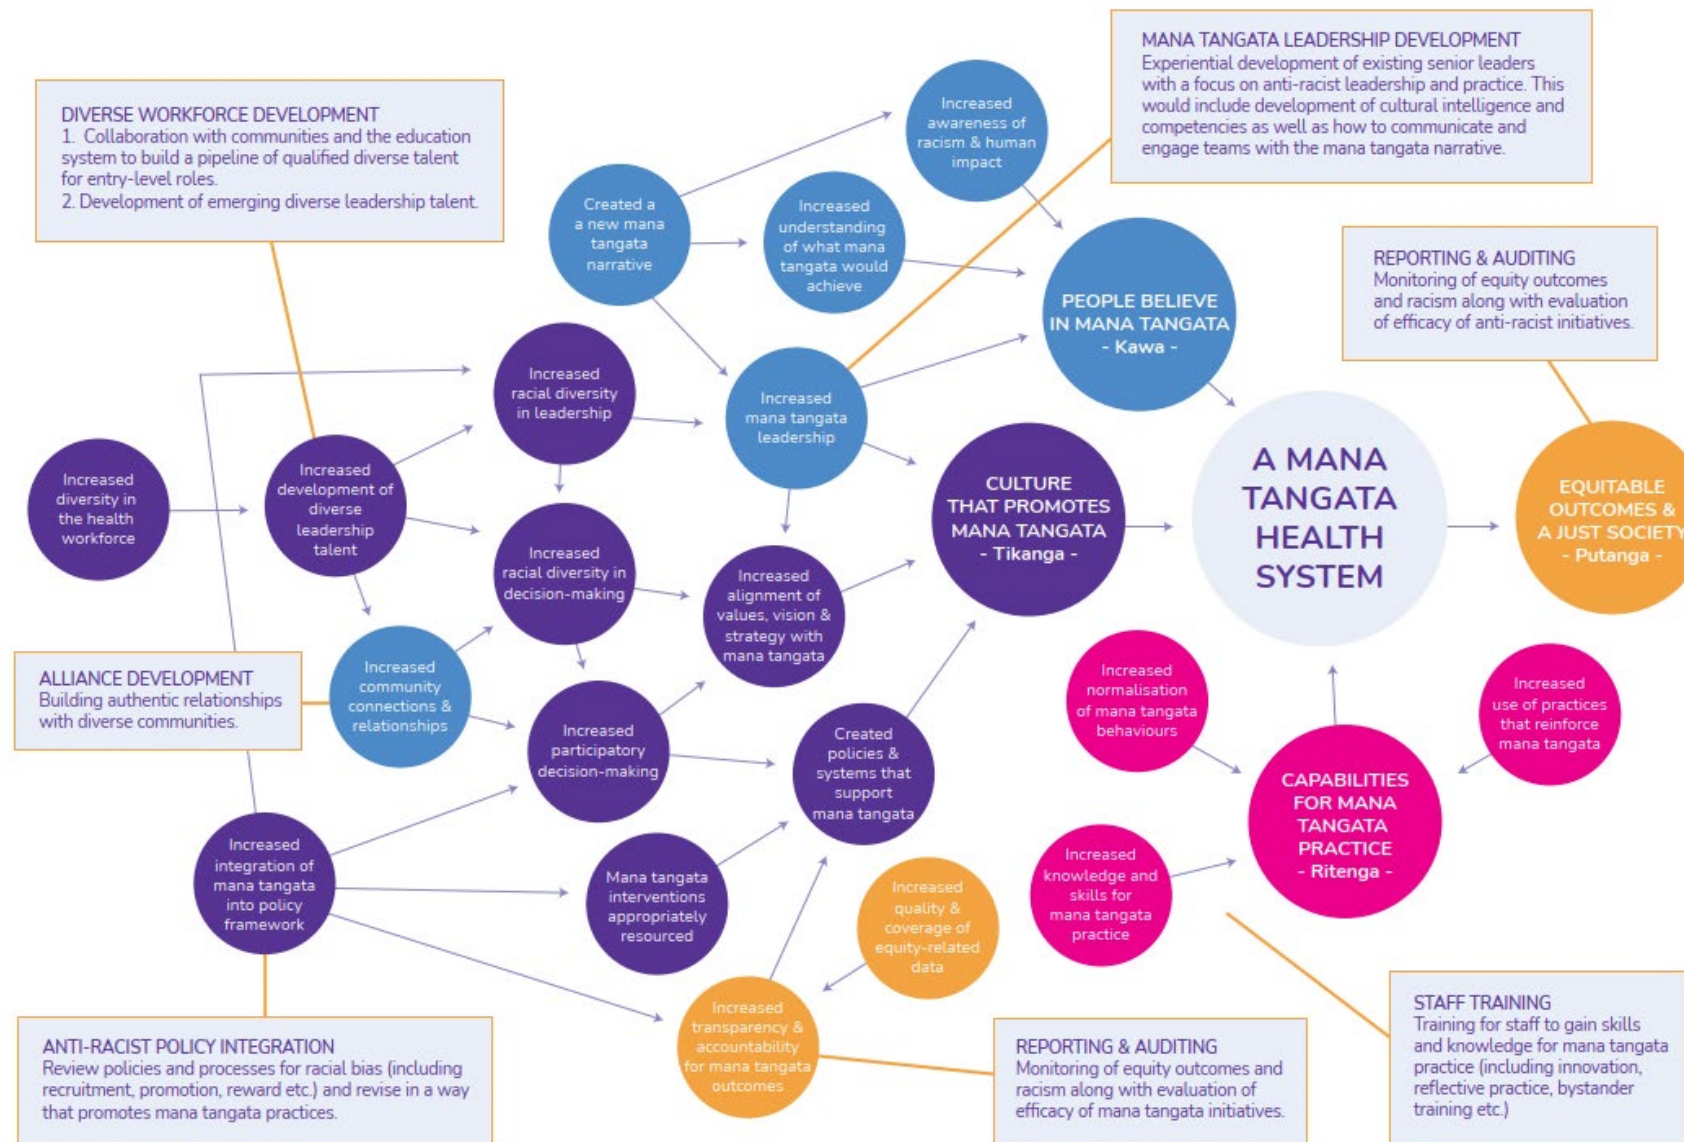 MANA TANGATA LEADERSHIP DEVELOPMENT
Experiential development of existing senior leaders
with a focus on anti-racist leadership and practice. This
would include development of cultural intelligence and
competencies as well as how to communicate and
engage teams with the mana tangata narrative.
DIVERSE WORKFORCE DEVELOPMENT
1. Collaboration with communities and the education
system to build a pipeline of qualified diverse talent
for entry-level roles.
2. Development of emerging diverse leadership talent.
Increased
awareness of
racism & human
impact
Created a
a new mana
tangata
narrative
Increased
understanding
of what mana
tangata would
achieve
REPORTING & AUDITING
Monitoring of equity outcomes
and racism along with evaluation
of efficacy of anti-racist initiatives.
PEOPLE BELIEVE
IN MANA TANGATA
- Kawa -
Increased
racial diversity
in leadership
Increased
mana tangata
leadership
Increased
diversity in
the health
workforce
Increased
development of
diverse
leadership
talent
CULTURE
THAT PROMOTES
MANA TANGATA
- Tikanga -
A MANA
TANGATA
HEALTH
SYSTEM
EQUITABLE
OUTCOMES &
A JUST SOCIETY
- Putanga -
Increased
racial diversity in
decision-making
Increased
alignment of
values, vision &
strategy with
mana tangata
ALLIANCE DEVELOPMENT
Building authentic relationships
with diverse communities.
Increased
community
connections &
relationships
Increased
participatory
decision-making
Created
policies &
systems that
support
mana tangata
Increased
normalisation
of mana tangata
behaviours
Increased
use of practices
that reinforce
mana tangata
CAPABILITIES
FOR MANA
TANGATA
PRACTICE
- Ritenga -
Increased
integration of
mana tangata
into policy
framework
Mana tangata
interventions
appropriately
resourced
Increased
quality &
coverage of
equity-related
data
Increased
knowledge and
skills for
mana tangata
practice
Increased
transparency &
accountability
for mana tangata
outcomes
ANTI-RACIST POLICY INTEGRATION
Review policies and processes for racial bias (including
recruitment, promotion, reward etc.) and revise in a way
that promotes mana tangata practices.
REPORTING & AUDITING
Monitoring of equity outcomes and
racism along with evaluation of
efficacy of mana tangata initiatives.
STAFF TRAINING
Training for staff to gain skills
and knowledge for mana tangata
practice (including innovation,
reflective practice, bystander
training etc.)